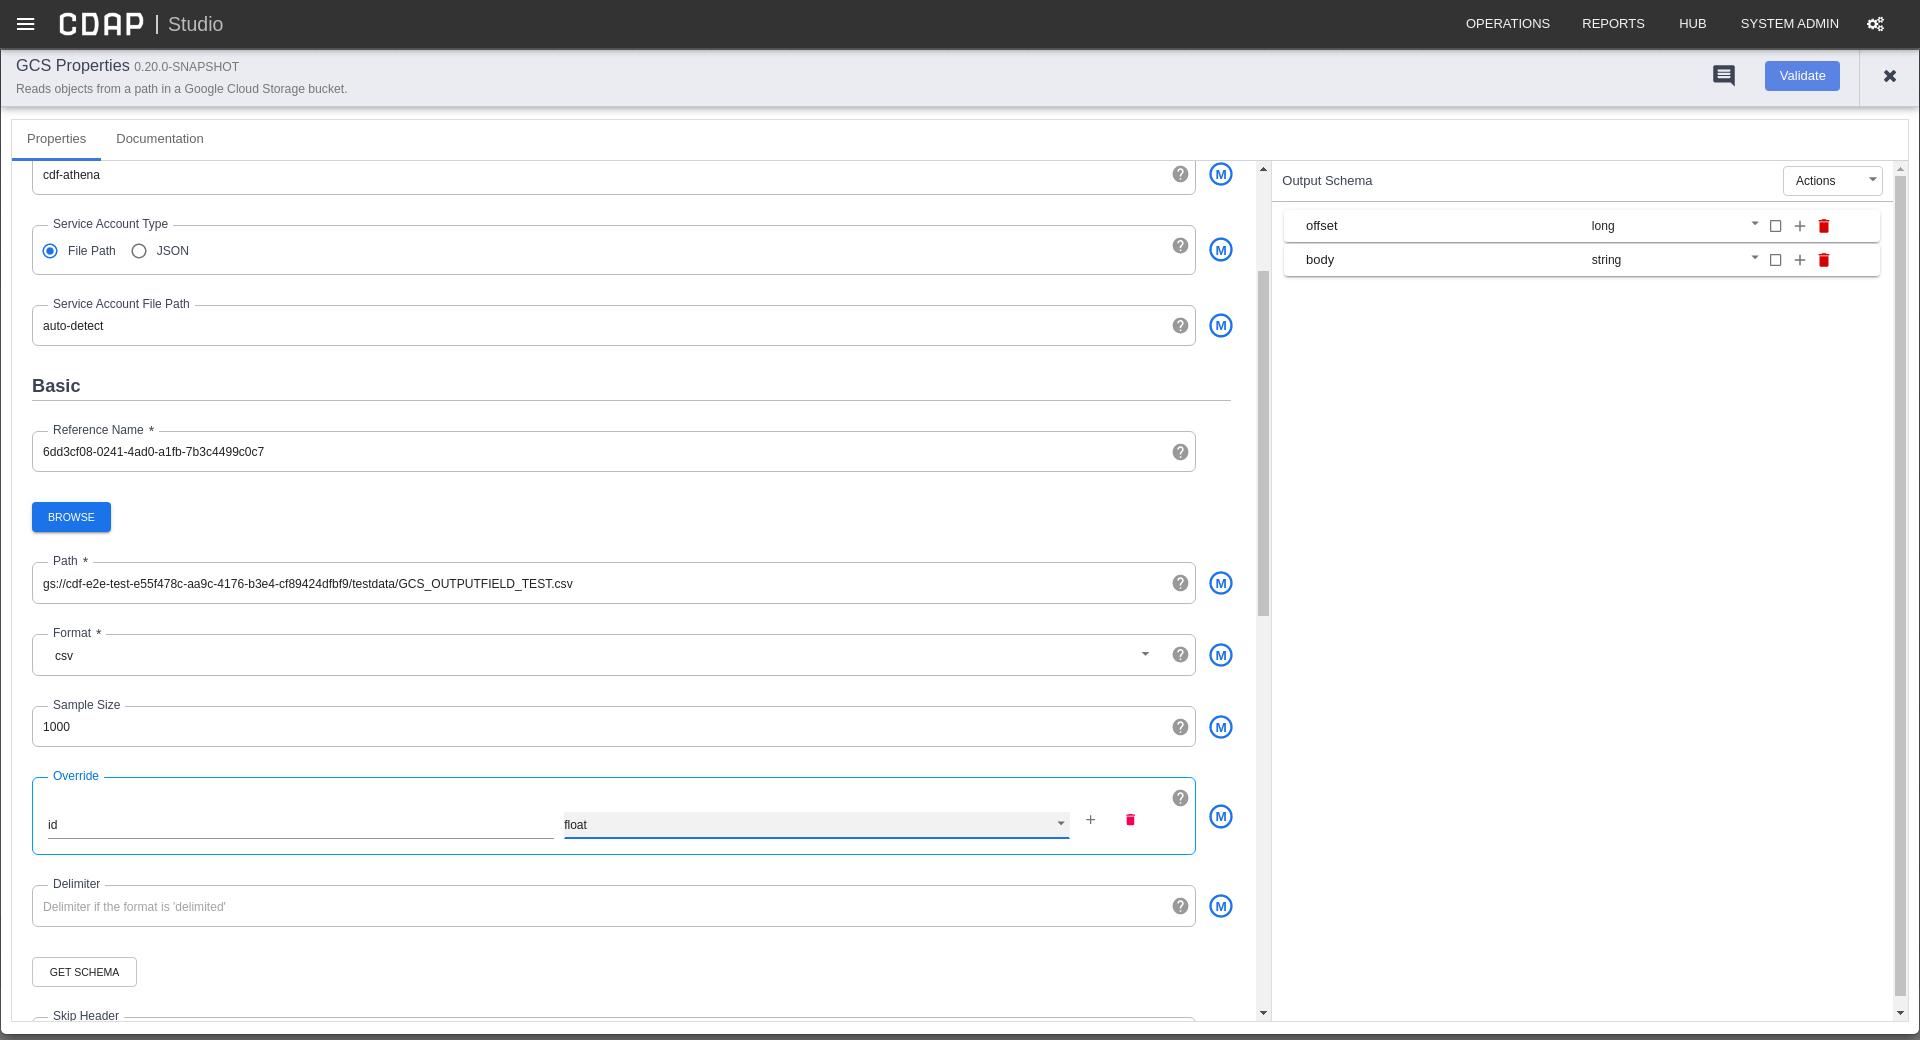 CDAP | Studio
OPERATIONS REPORTS HUB SYSTEM ADMIN
GCS Properties 0.20.0-SNAPSHOT
Reads objects from a path in a Google Cloud Storage bucket.
Validate
Properties Documentation
cdf-athena
M
Service Account Type
File Path JSON
M
Service Account File Path
auto-detect
M
Basic
Reference Name *
6dd3cf08-0241-4ad0-a1fb-7b3c4499c0c7
BROWSE
Path *
gs://cdf-e2e-test-e55f478c-aa9c-4176-b3e4-cf89424dfbf9/testdata/GCS_OUTPUTFIELD_TEST.csv
M
Format *
csv
M
Sample Size
1000
M
Override
id float
M
Delimiter
Delimiter if the format is 'delimited'
M
GET SCHEMA
Skip Header
Output Schema Actions
offset long
body string